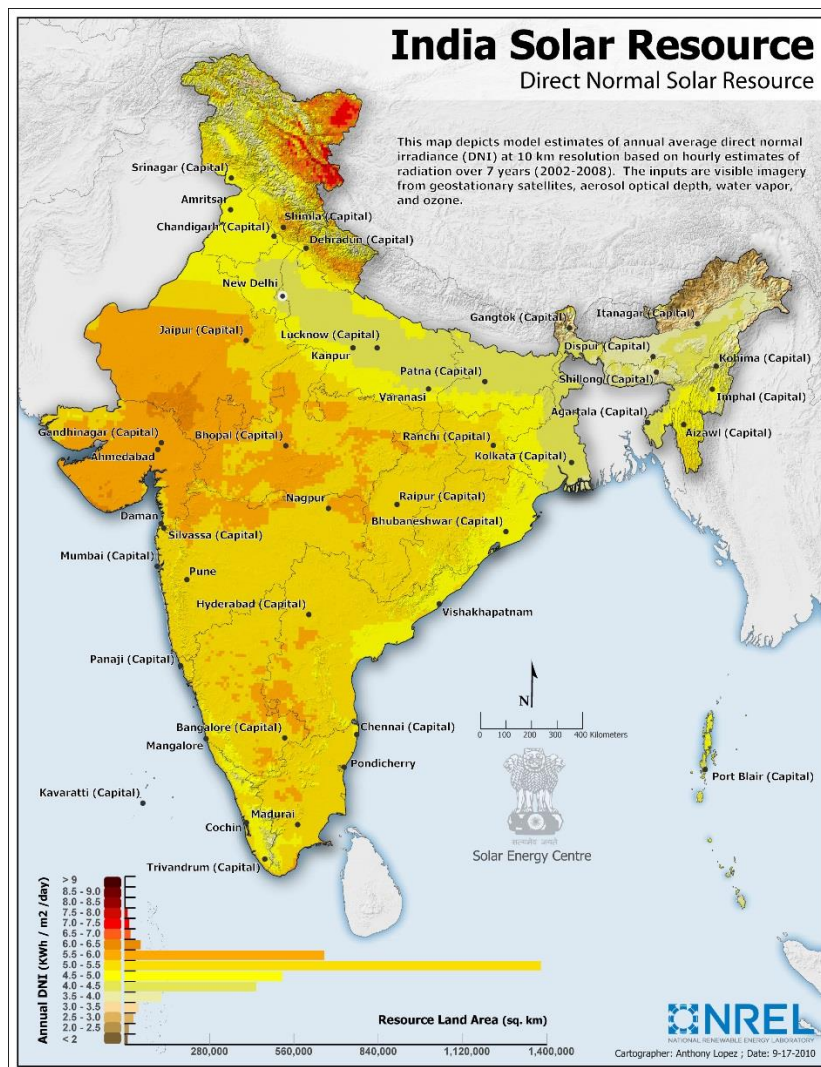 India Solar Resource
Direct Normal Solar Resource
This map depicts model estimates of annual average direct normal
irradiance (DNI) at 10 km resolution based on hourly estimates of
radiation over 7 years (2002-2008). The inputs are visible imagery
from geostationary satellites, aerosol optical depth, water vapor,
and ozone.
Srinagar (Capital)
Amritsar
Shimla (Capital)
Chandigarh (Capital)
Dehradun (Capital)
New Delhi
Gangtok (Capital)
Itanagar (Capital)
Jaipur (Capital)
Lucknow (Capital)
Kanpur
Dispur (Capital)
Kohima (Capital)
Patna (Capital)
Shillong (Capital)
Varanasi
Imphal (Capital)
Agartala (Capital)
Aizawl (Capital)
Gandhinagar (Capital)
Bhopal (Capital)
Ranchi (Capital)
Ahmedabad
Kolkata (Capital)
Nagpur
Raipur (Capital)
Daman
Bhubaneshwar (Capital)
Silvassa (Capital)
Mumbai (Capital)
Pune
Hyderabad (Capital)
Vishakhapatnam
Panaji (Capital)
N
Bangalore (Capital)
Chennai (Capital)
0 100 200 300 400 Kilometers
Mangalore
Pondicherry
Port Blair (Capital)
Kavaratti (Capital)
Madurai
Cochin
सत्यमेव जयते
Solar Energy Centre
Trivandrum (Capital)
Annual DNI (KWh / m2 /day)
> 9
8.5 - 9.0
8.0 - 8.5
7.5 - 8.0
7.0 - 7.5
6.5 - 7.0
6.0 - 6.5
5.5 - 6.0
5.0 - 5.5
4.5 - 5.0
4.0 - 4.5
3.5 - 4.0
3.0 - 3.5
2.5 - 3.0
2.0 - 2.5
< 2
Resource Land Area (sq. km)
280,000 560,000 840,000 1,120,000 1,400,000
NREL
NATIONAL RENEWABLE ENERGY LABORATORY
Cartographer: Anthony Lopez ; Date: 9-17-2010